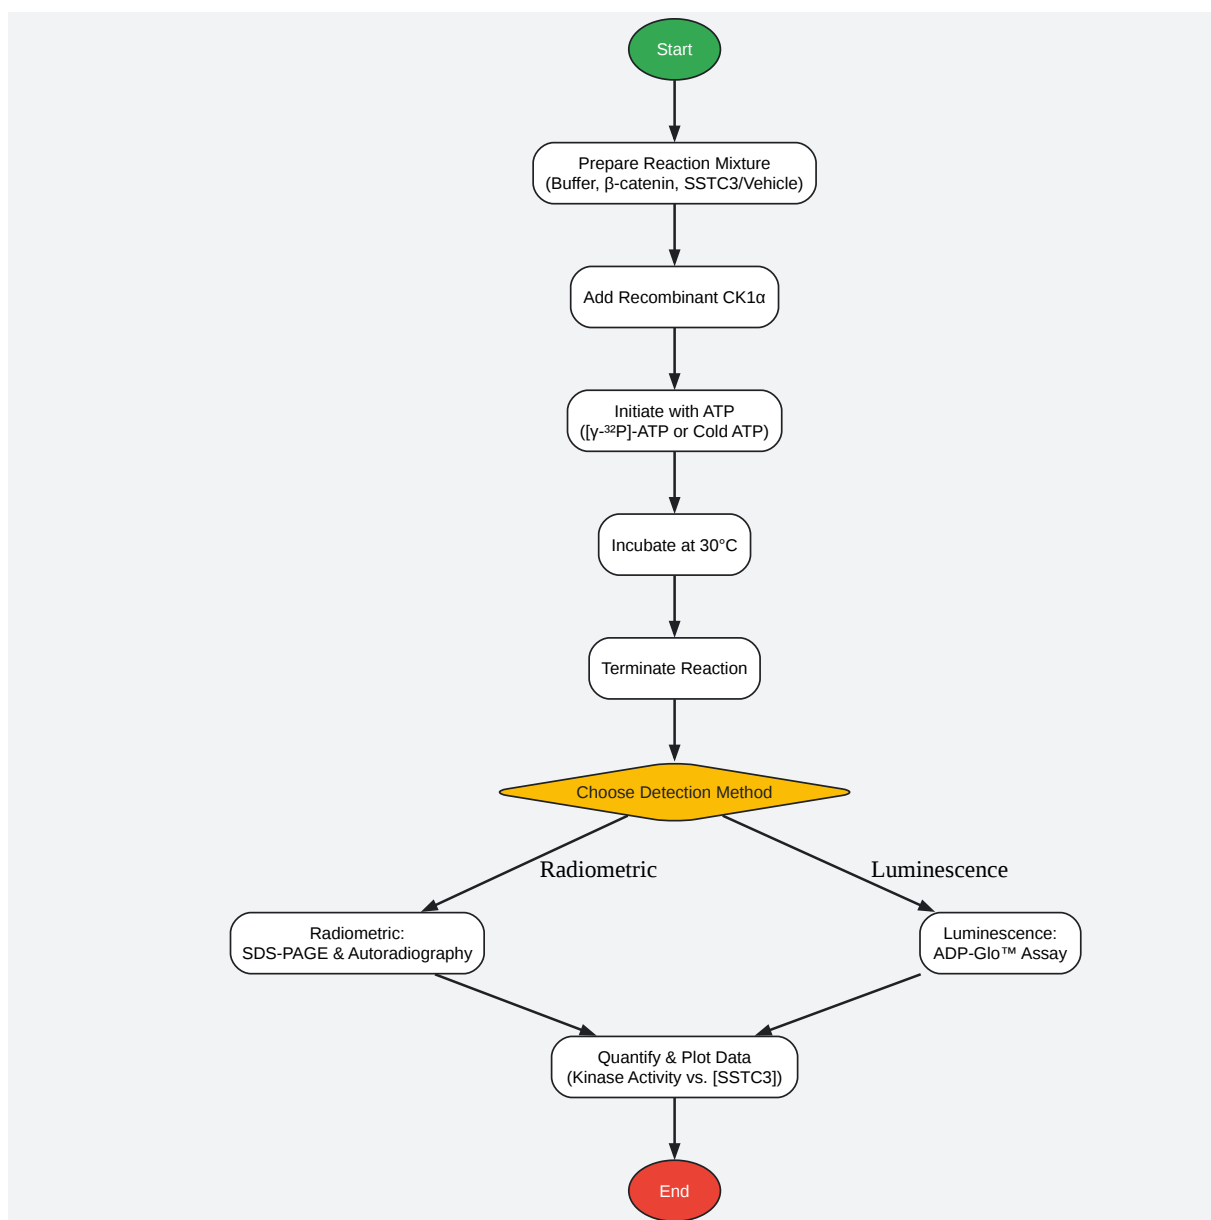 Start
Prepare Reaction Mixture
(Buffer, β-catenin, SSTC3/Vehicle)
Add Recombinant CK1α
Initiate with ATP
([γ-³²P]-ATP or Cold ATP)
Incubate at 30°C
Terminate Reaction
Choose Detection Method
Radiometric
Luminescence
Radiometric:
SDS-PAGE & Autoradiography
Luminescence:
ADP-Glo™ Assay
Quantify & Plot Data
(Kinase Activity vs. [SSTC3])
End